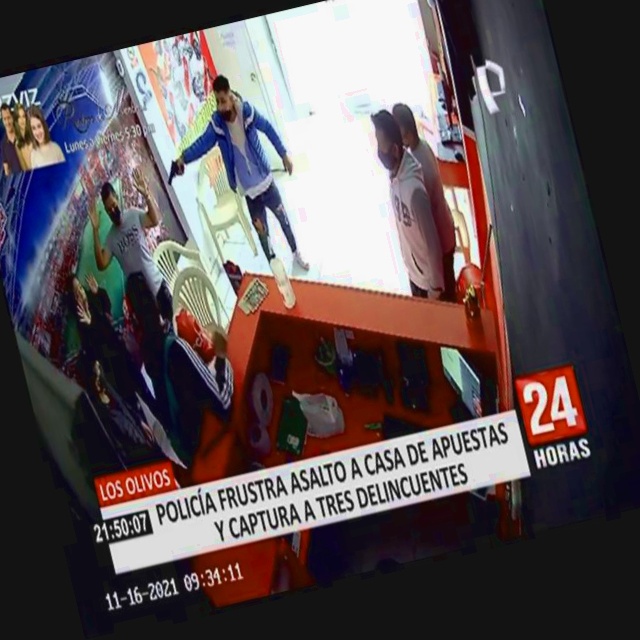 Lunes a viernes 5:30
BOSS
24
HORAS
LOS OLIVOS
21:50:07
POLICÍA FRUSTRA ASALTO A CASA DE APUESTAS
Y CAPTURA A TRES DELINCUENTES
11-16-2021 09:34:11